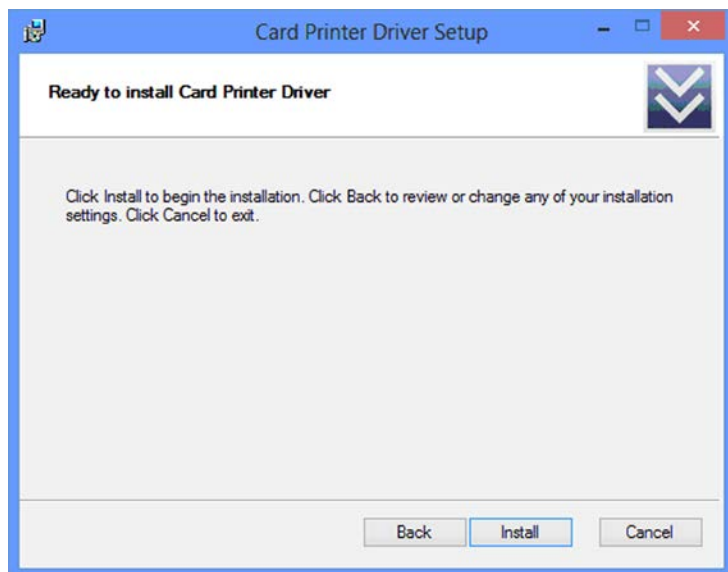 Card Printer Driver Setup
Ready to install Card Printer Driver
Click Install to begin the installation. Click Back to review or change any of your installation
settings. Click Cancel to exit.
Back Install Cancel